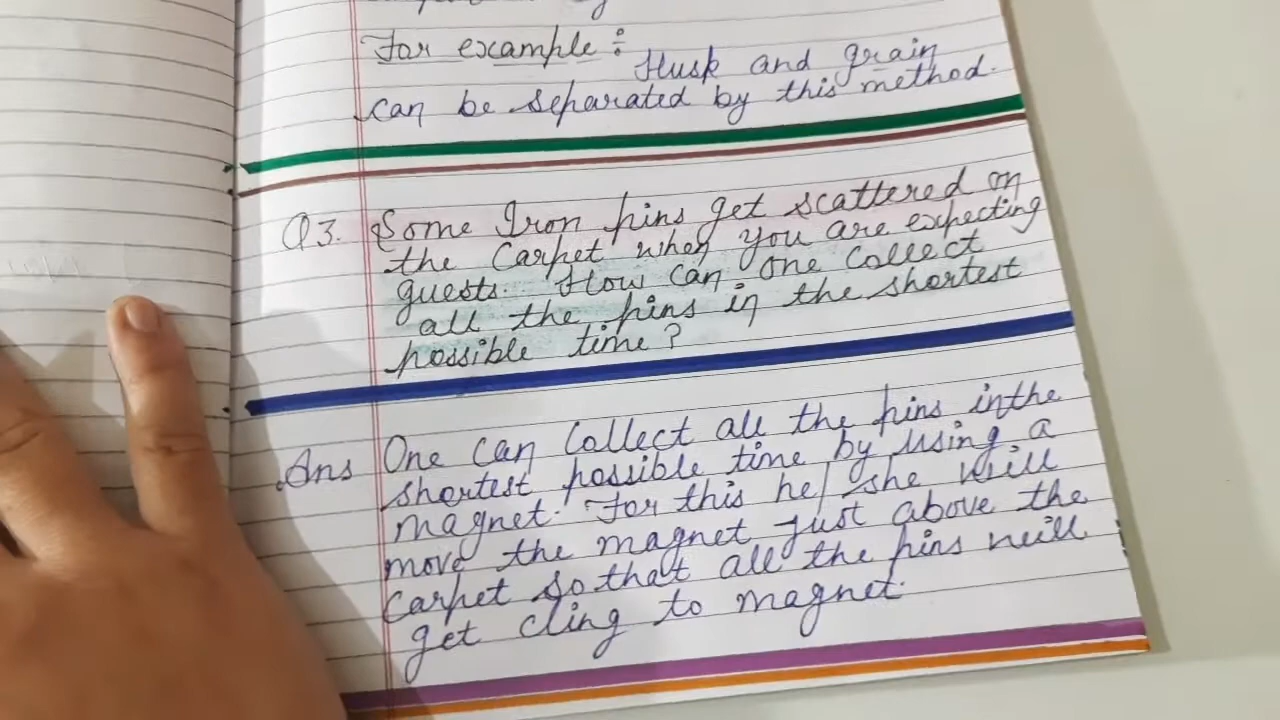 For example :
Husk and grain
can be separated by this method.
Q3. Some Iron pins get scattered on
the Carpet when you are expecting
guests. How can one Collect
all the pins in the shortest
possible time ?
Ans One can Collect all the pins in the
shortest possible time by using a
magnet. For this he/she will
move the magnet just above the
Carpet so that all the pins will
get cling to magnet.